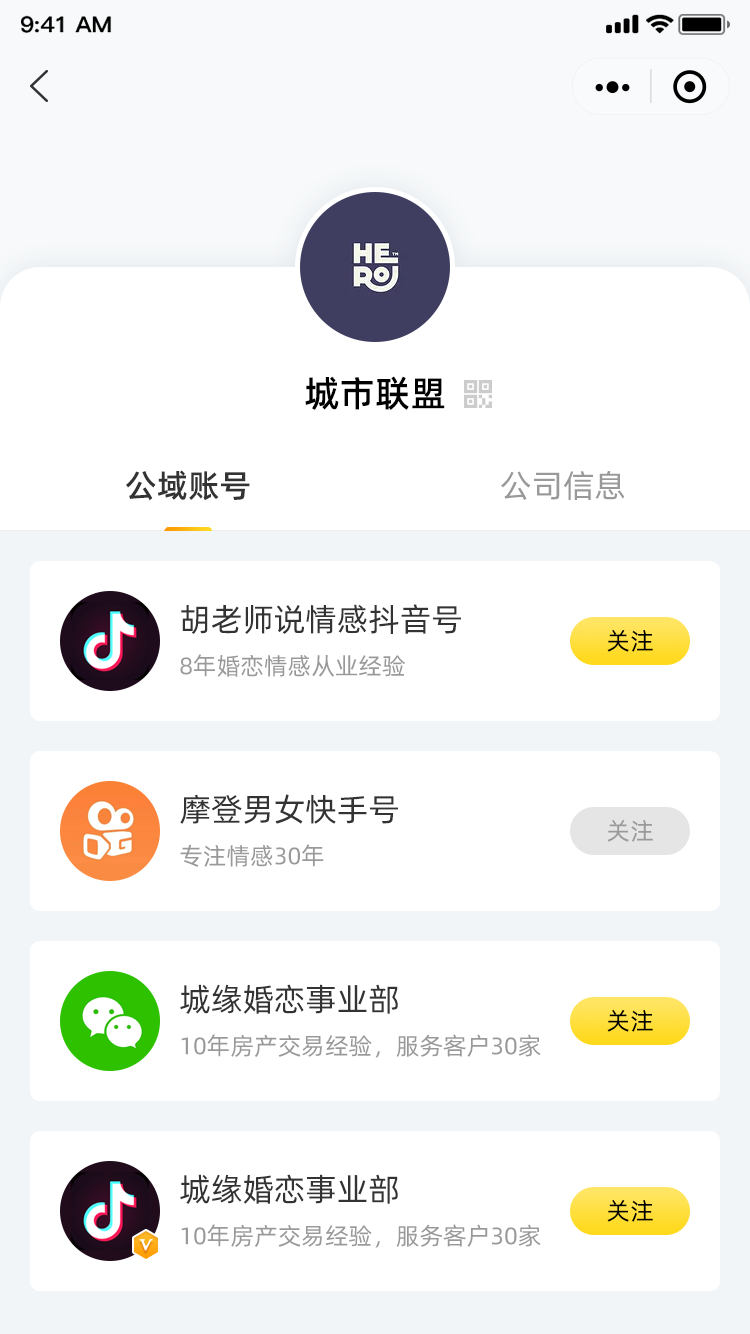 9:41 AM
HE
RO
TM
城市联盟
公域账号
公司信息
胡老师说情感抖音号
8年婚恋情感从业经验
关注
摩登男女快手号
专注情感30年
关注
城缘婚恋事业部
10年房产交易经验，服务客户30家
关注
城缘婚恋事业部
10年房产交易经验，服务客户30家
关注
V